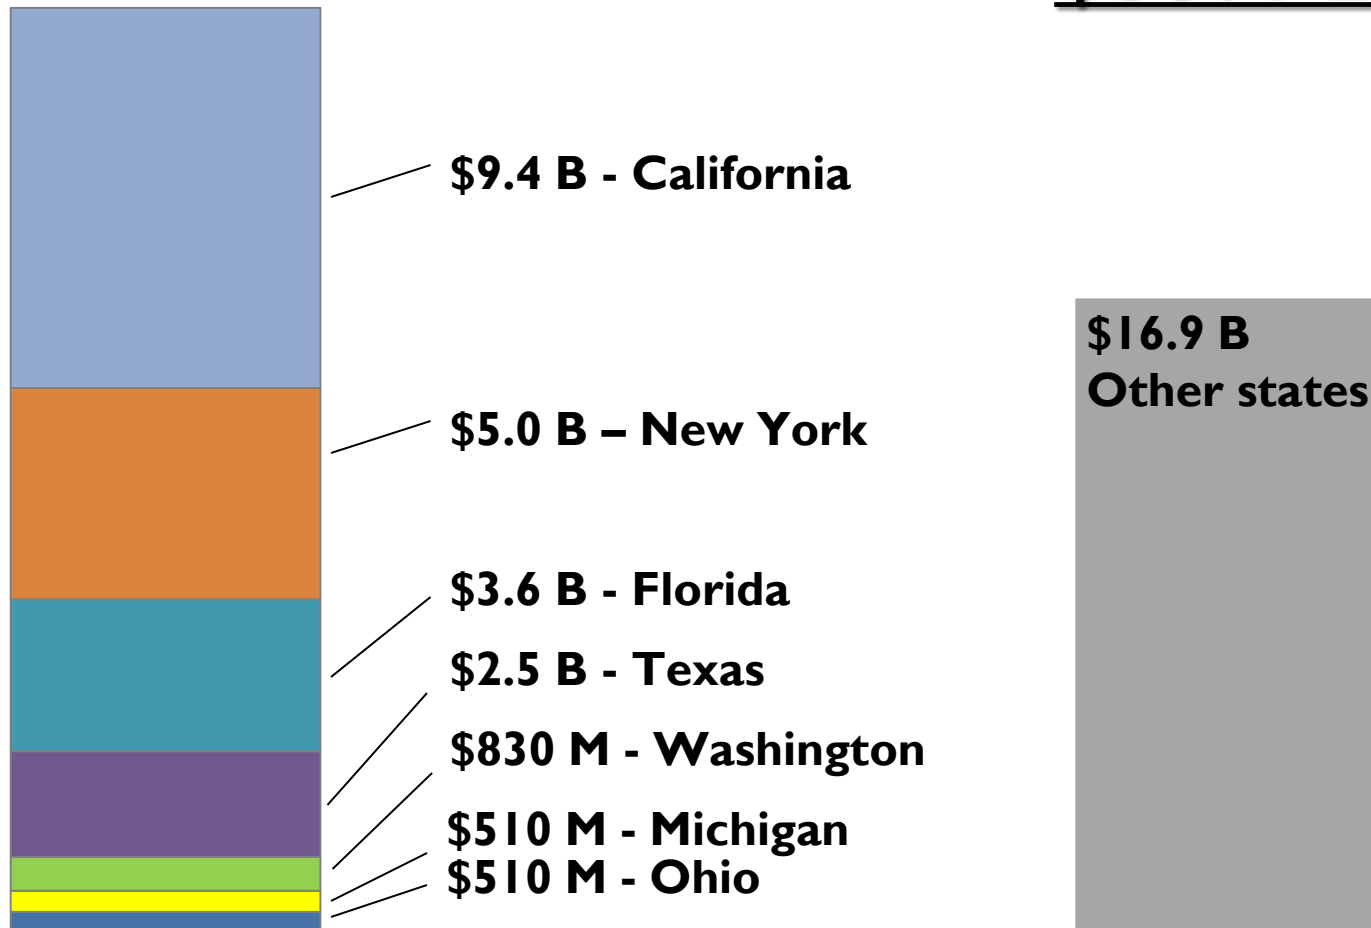 $9.4 B - California
$5.0 B – New York
$3.6 B - Florida
$2.5 B - Texas
$830 M - Washington
$510 M - Michigan
$510 M - Ohio
$16.9 B
Other states